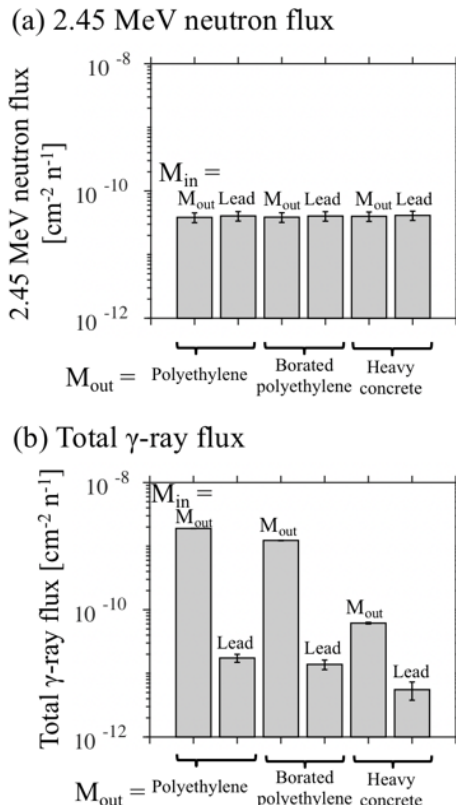 (a) 2.45 MeV neutron flux
2.45 MeV neutron flux
[cm⁻² n⁻¹]
10⁻⁸
10⁻¹⁰
10⁻¹²
M_in =
M_out Lead M_out Lead M_out Lead
M_out = Polyethylene Borated polyethylene Heavy concrete
(b) Total γ-ray flux
Total γ-ray flux [cm⁻² n⁻¹]
10⁻⁸
10⁻¹⁰
10⁻¹²
M_in =
M_out Lead M_out Lead M_out Lead
M_out = Polyethylene Borated polyethylene Heavy concrete